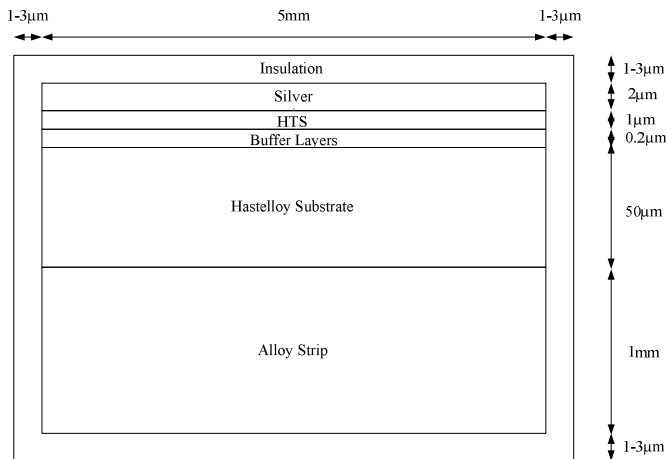 1-3μm
5mm
1-3μm
Insulation
1-3μm
Silver
2μm
HTS
1μm
Buffer Layers
0.2μm
Hastelloy Substrate
50μm
Alloy Strip
1mm
1-3μm